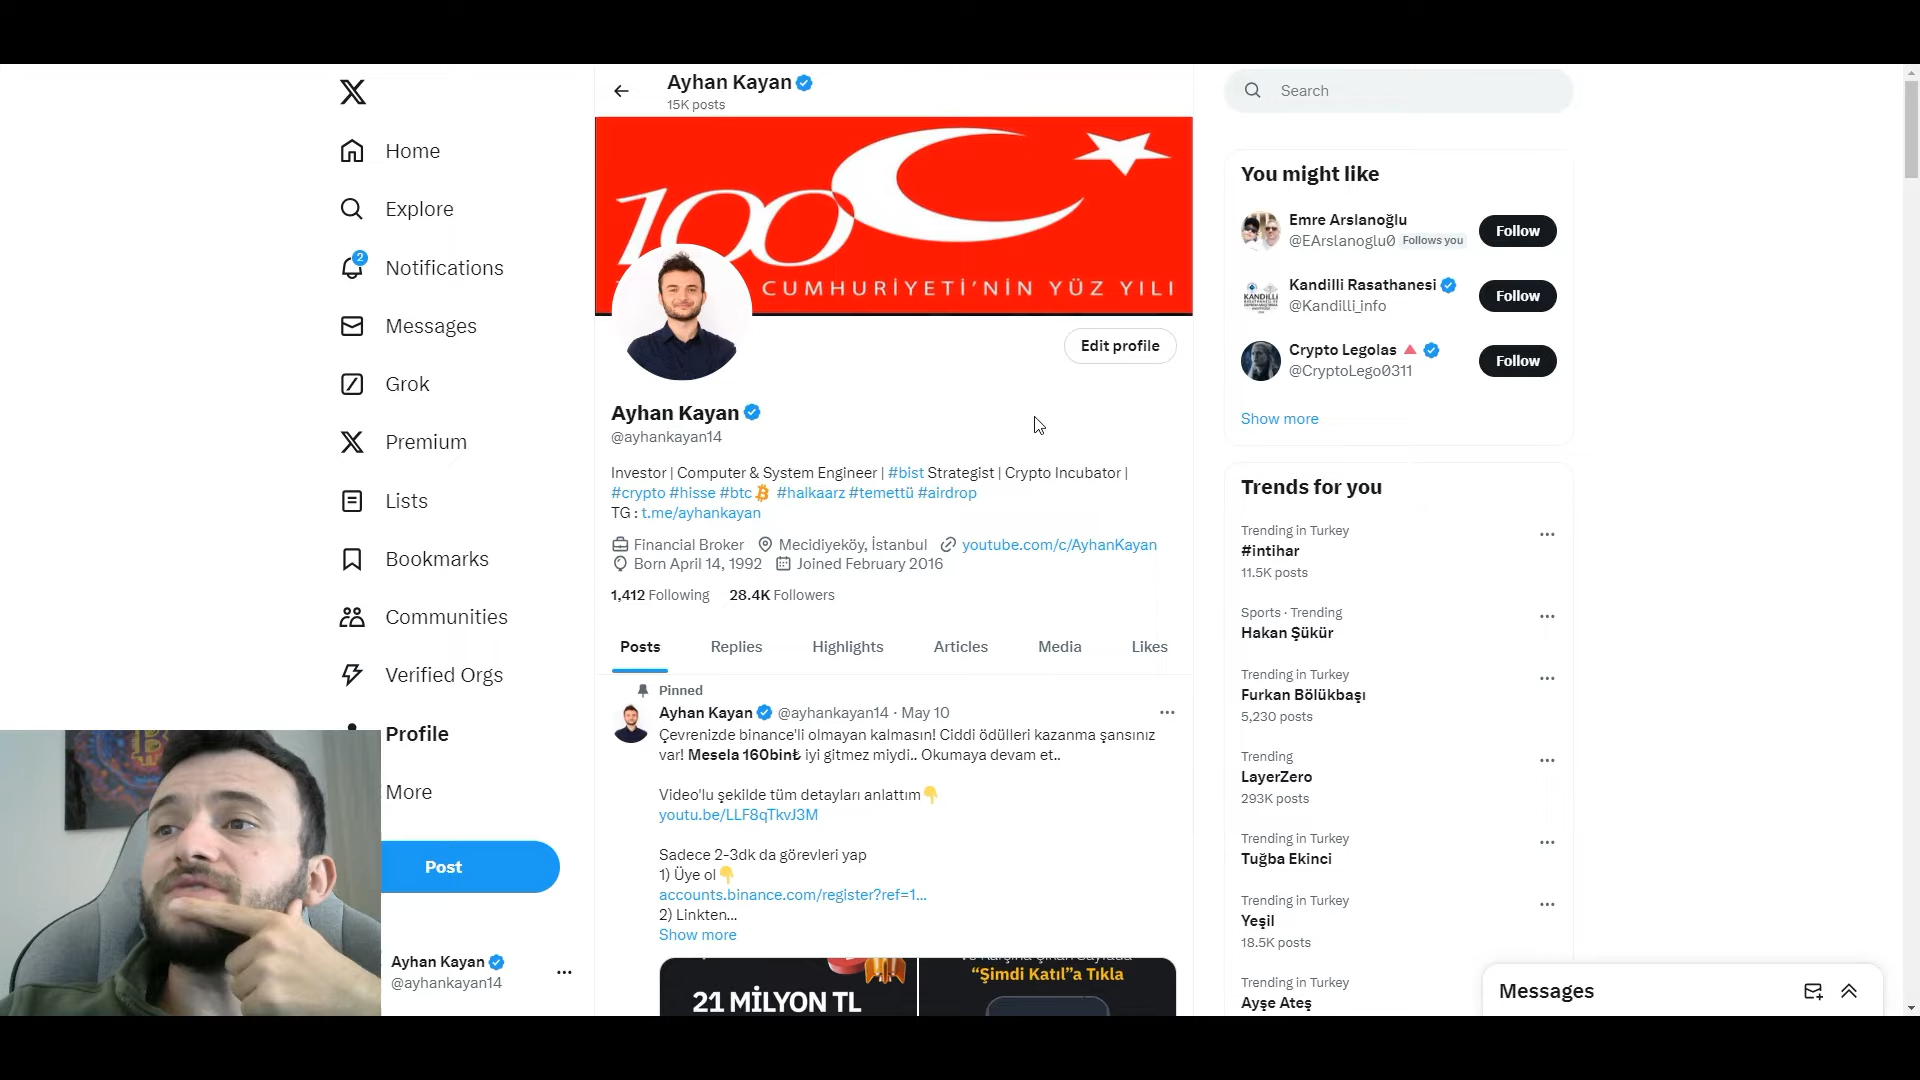 Home
Explore
2
Notifications
Messages
Grok
Premium
Lists
Bookmarks
Communities
Verified Orgs
Profile
More
Post
Ayhan Kayan
@ayhankayan14
Ayhan Kayan
15K posts
100
CUMHURİYETİ'NİN YÜZ YILI
Edit profile
Ayhan Kayan
@ayhankayan14
Investor | Computer & System Engineer | #bist Strategist | Crypto Incubator |
#crypto #hisse #btc #halkaarz #temettü #airdrop
TG : t.me/ayhankayan
Financial Broker Mecidiyeköy, İstanbul youtube.com/c/AyhanKayan
Born April 14, 1992 Joined February 2016
1,412 Following 28.4K Followers
Posts Replies Highlights Articles Media Likes
Pinned
Ayhan Kayan @ayhankayan14 · May 10
Çevrenizde binance'li olmayan kalmasın! Ciddi ödülleri kazanma şansınız
var! Mesela 160bin₺ iyi gitmez miydi.. Okumaya devam et..
Video'lu şekilde tüm detayları anlattım👇
youtu.be/LLF8qTkvJ3M
Sadece 2-3dk da görevleri yap
1) Üye ol👇
accounts.binance.com/register?ref=1...
2) Linkten...
Show more
21 MİLYON TL
"Şimdi Katıl"a Tıkla
Search
You might like
Emre Arslanoğlu
@EArslanoglu0 Follows you
Follow
Kandilli Rasathanesi
@Kandilli_info
Follow
KANDİLLİ
Crypto Legolas
@CryptoLego0311
Follow
Show more
Trends for you
Trending in Turkey
#intihar
11.5K posts
Sports · Trending
Hakan Şükür
Trending in Turkey
Furkan Bölükbaşı
5,230 posts
Trending
LayerZero
293K posts
Trending in Turkey
Tuğba Ekinci
Trending in Turkey
Yeşil
18.5K posts
Trending in Turkey
Ayşe Ateş
Messages